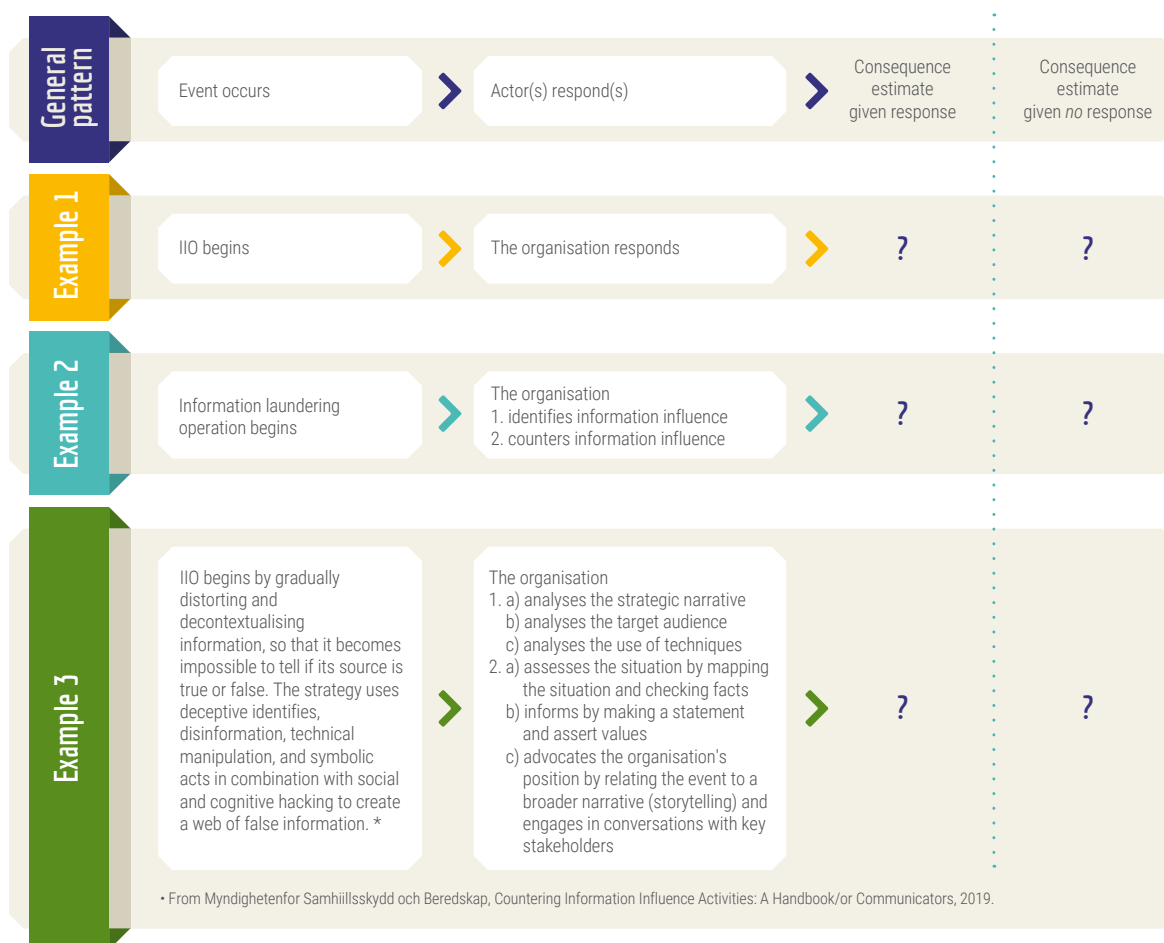 General
pattern
Event occurs
Actor(s) respond(s)
Consequence
estimate
given response
Consequence
estimate
given no response
Example 1
IIO begins
The organisation responds
?
?
Example 2
Information laundering
operation begins
The organisation
1. identifies information influence
2. counters information influence
?
?
Example 3
IIO begins by gradually
distorting and
decontextualising
information, so that it becomes
impossible to tell if its source is
true or false. The strategy uses
deceptive identifies,
disinformation, technical
manipulation, and symbolic
acts in combination with social
and cognitive hacking to create
a web of false information. *
The organisation
1. a) analyses the strategic narrative
b) analyses the target audience
c) analyses the use of techniques
2. a) assesses the situation by mapping
the situation and checking facts
b) informs by making a statement
and assert values
c) advocates the organisation's
position by relating the event to a
broader narrative (storytelling) and
engages in conversations with key
stakeholders
?
?
• From Myndighetenfor Samhiillsskydd och Beredskap, Countering Information Influence Activities: A Handbook/or Communicators, 2019.